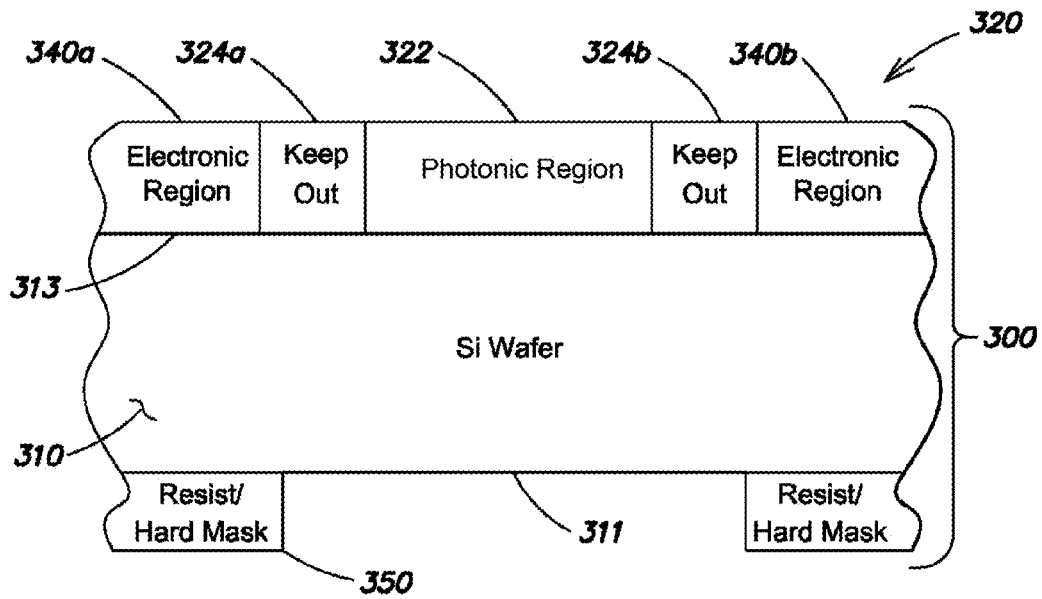 320
340a 324a 322 324b 340b
Electronic Region
Keep Out
Photonic Region
Keep Out
Electronic Region
313
Si Wafer
300
310
Resist/
Hard Mask
311
Resist/
Hard Mask
350